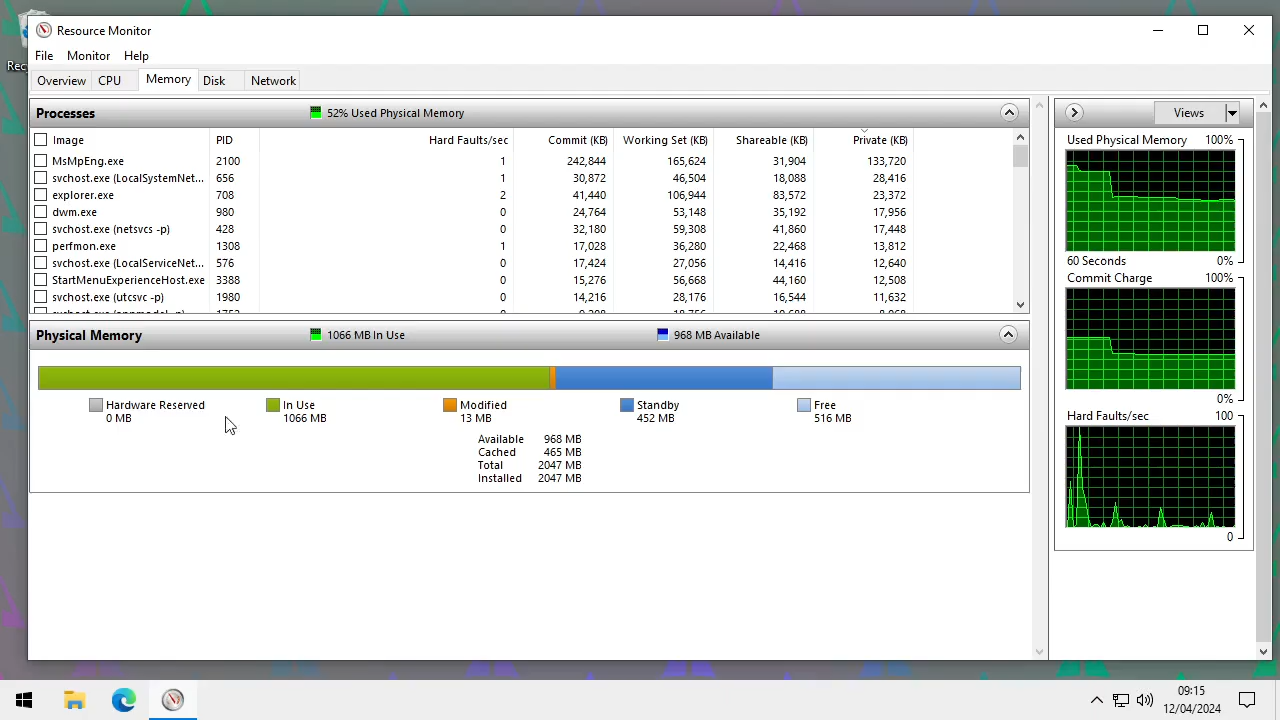 Resource Monitor
File Monitor Help
Overview CPU Memory Disk Network
Processes 52% Used Physical Memory
Image PID Hard Faults/sec Commit (KB) Working Set (KB) Shareable (KB) Private (KB)
MsMpEng.exe 2100 1 242,844 165,624 31,904 133,720
svchost.exe (LocalSystemNet... 656 1 30,872 46,504 18,088 28,416
explorer.exe 708 2 41,440 106,944 83,572 23,372
dwm.exe 980 0 24,764 53,148 35,192 17,956
svchost.exe (netsvcs -p) 428 0 32,180 59,308 41,860 17,448
perfmon.exe 1308 1 17,028 36,280 22,468 13,812
svchost.exe (LocalServiceNet... 576 0 17,424 27,056 14,416 12,640
StartMenuExperienceHost.exe 3388 0 15,276 56,668 44,160 12,508
svchost.exe (utcsvc -p) 1980 0 14,216 28,176 16,544 11,632
Physical Memory 1066 MB In Use 968 MB Available
Hardware Reserved
0 MB
In Use
1066 MB
Modified
13 MB
Standby
452 MB
Free
516 MB
Available 968 MB
Cached 465 MB
Total 2047 MB
Installed 2047 MB
Views
Used Physical Memory 100%
60 Seconds 0%
Commit Charge 100%
0%
Hard Faults/sec 100
0
Rec
09:15
12/04/2024